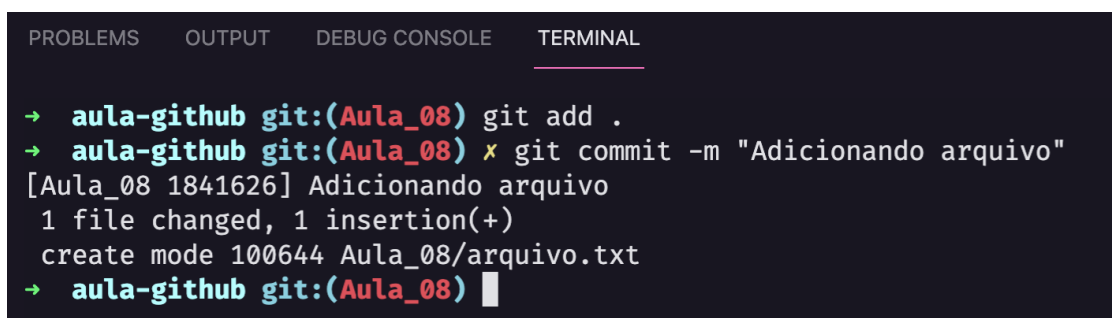 PROBLEMS OUTPUT DEBUG CONSOLE TERMINAL
→ aula-github git:(Aula_08) git add .
→ aula-github git:(Aula_08) ✗ git commit -m "Adicionando arquivo"
[Aula_08 1841626] Adicionando arquivo
1 file changed, 1 insertion(+)
create mode 100644 Aula_08/arquivo.txt
→ aula-github git:(Aula_08)